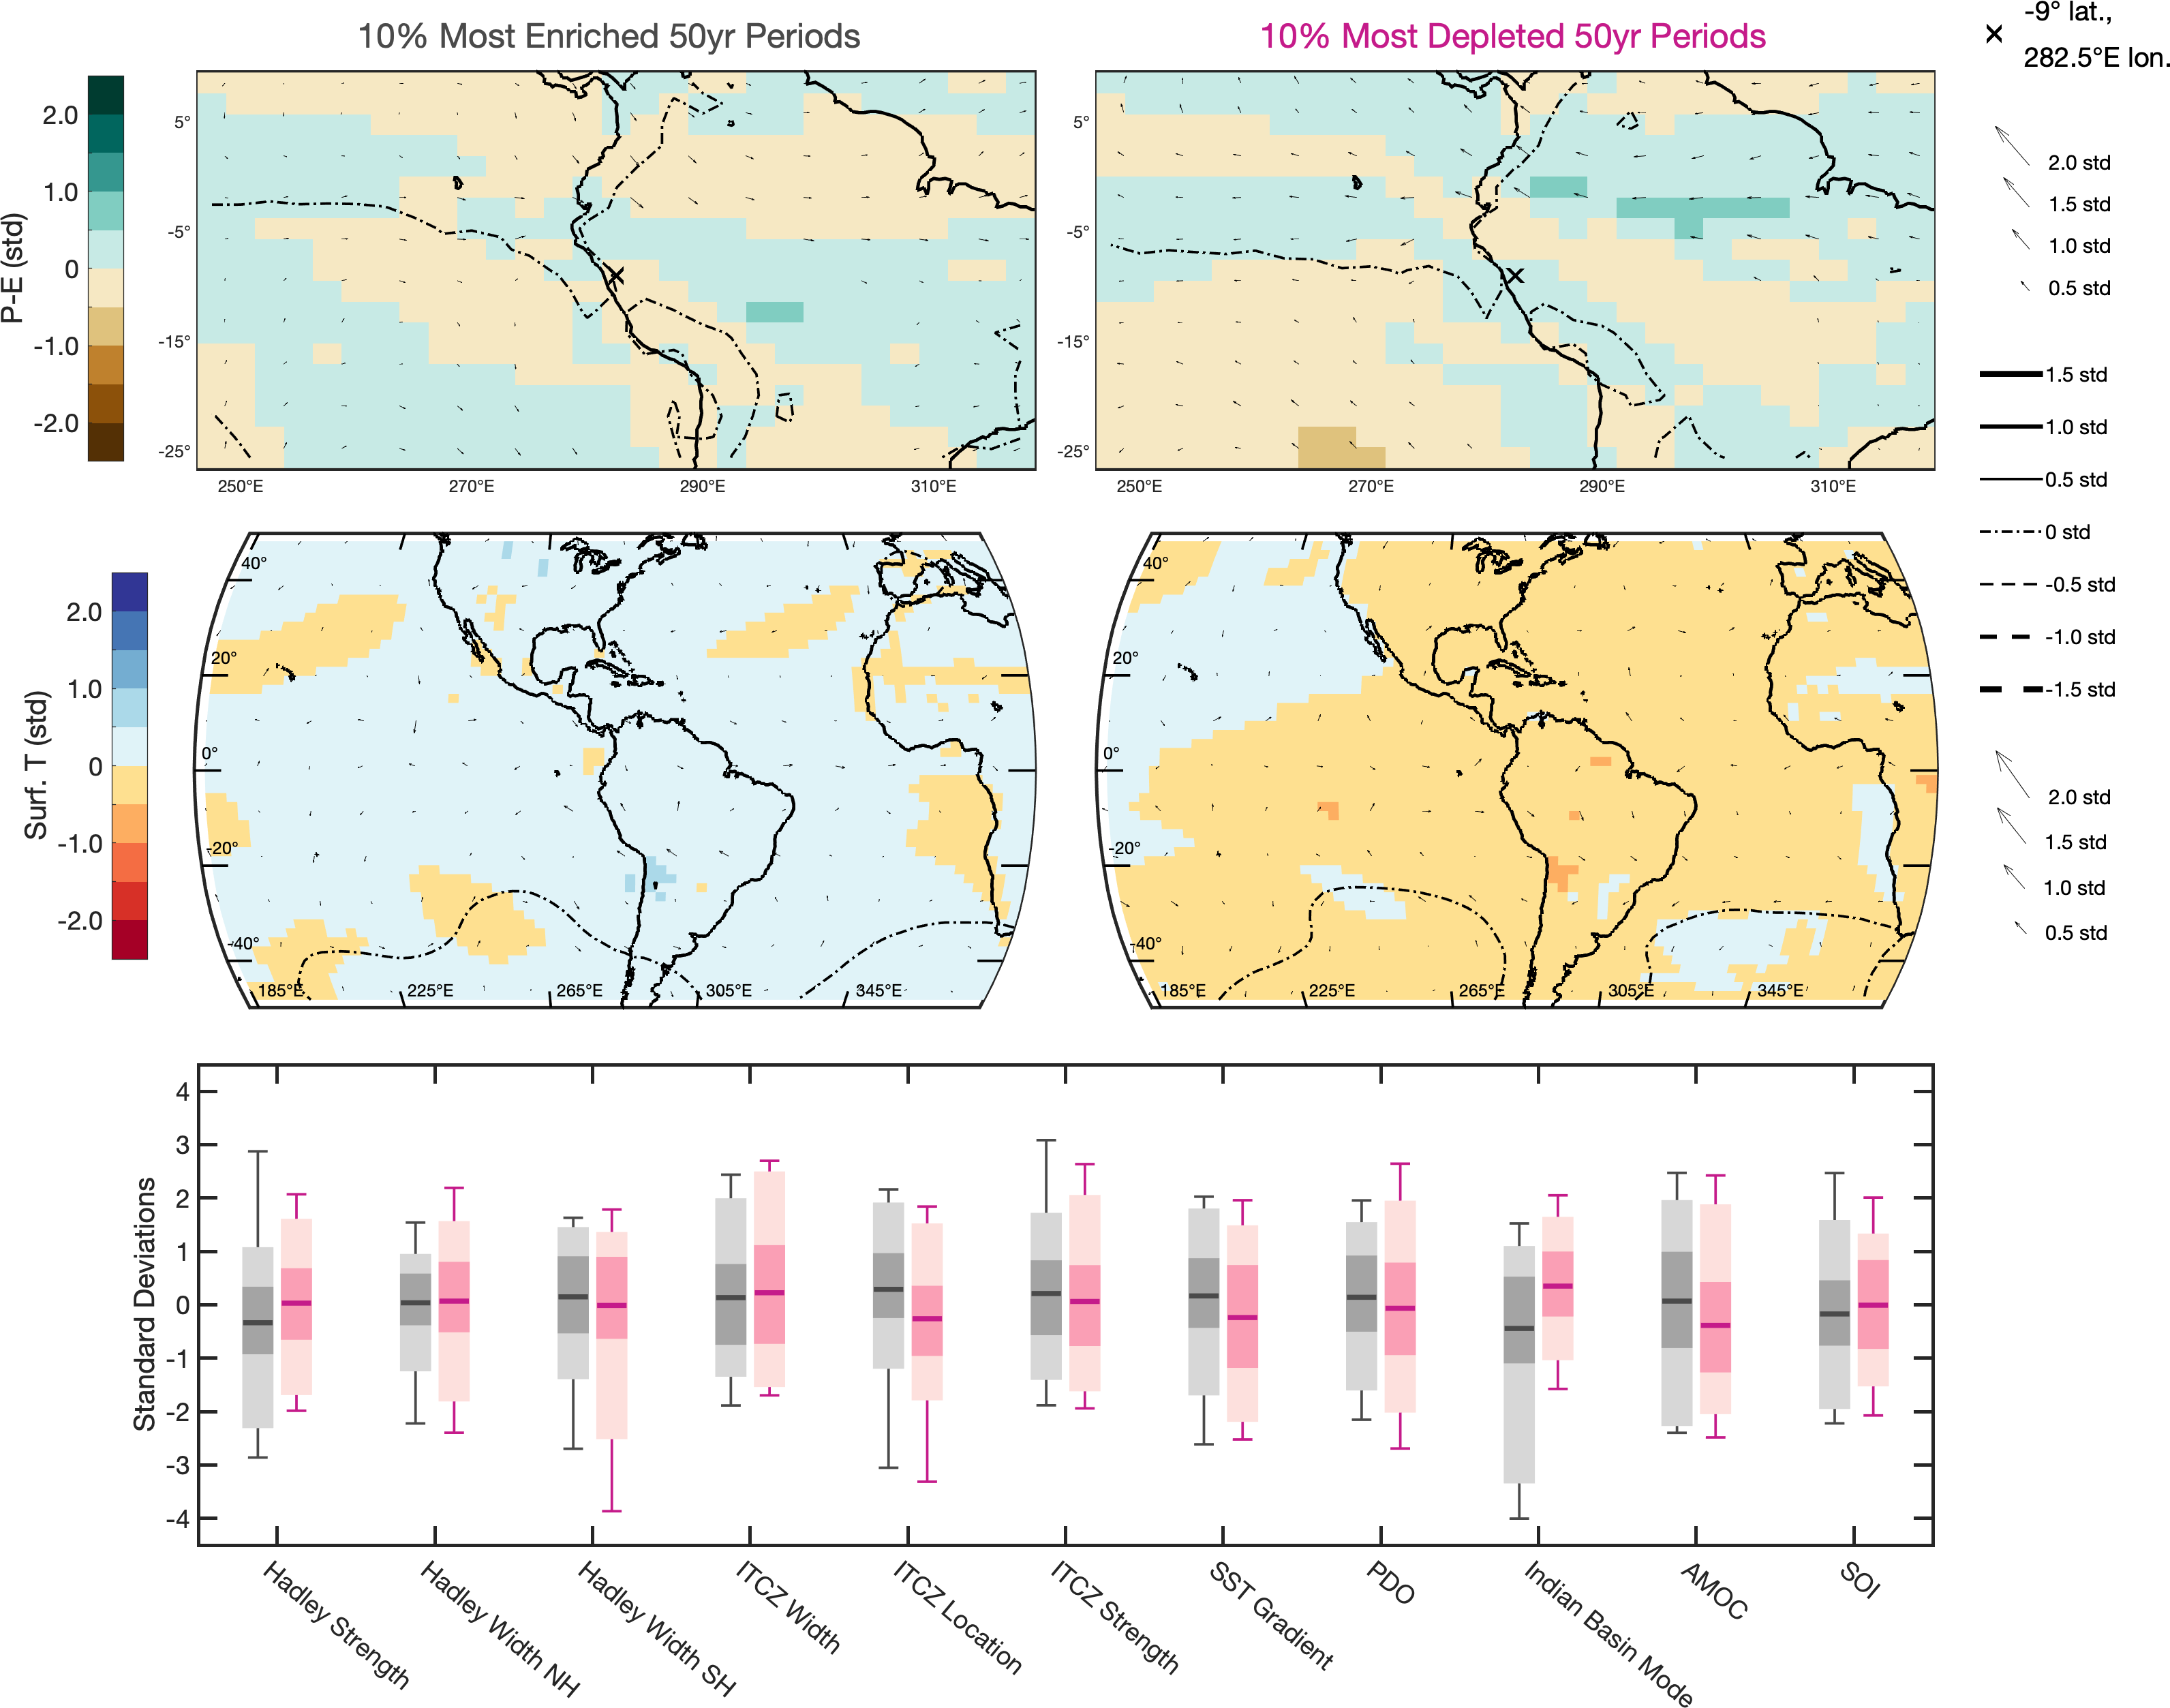 10% Most Enriched 50yr Periods
10% Most Depleted 50yr Periods
-9° lat.,
282.5°E lon.
P-E (std)
2.0
1.0
0
-1.0
-2.0
5°
-5°
-15°
-25°
250°E
270°E
290°E
310°E
5°
-5°
-15°
-25°
250°E
270°E
290°E
310°E
2.0 std
1.5 std
1.0 std
0.5 std
1.5 std
1.0 std
0.5 std
0 std
-0.5 std
-1.0 std
-1.5 std
Surf. T (std)
2.0
1.0
0
-1.0
-2.0
40°
20°
0°
-20°
-40°
185°E
225°E
265°E
305°E
345°E
40°
20°
0°
-20°
-40°
185°E
225°E
265°E
305°E
345°E
2.0 std
1.5 std
1.0 std
0.5 std
Standard Deviations
4
3
2
1
0
-1
-2
-3
-4
Hadley Strength
Hadley Width NH
Hadley Width SH
ITCZ Width
ITCZ Location
ITCZ Strength
SST Gradient
PDO
Indian Basin Mode
AMOC
SOI